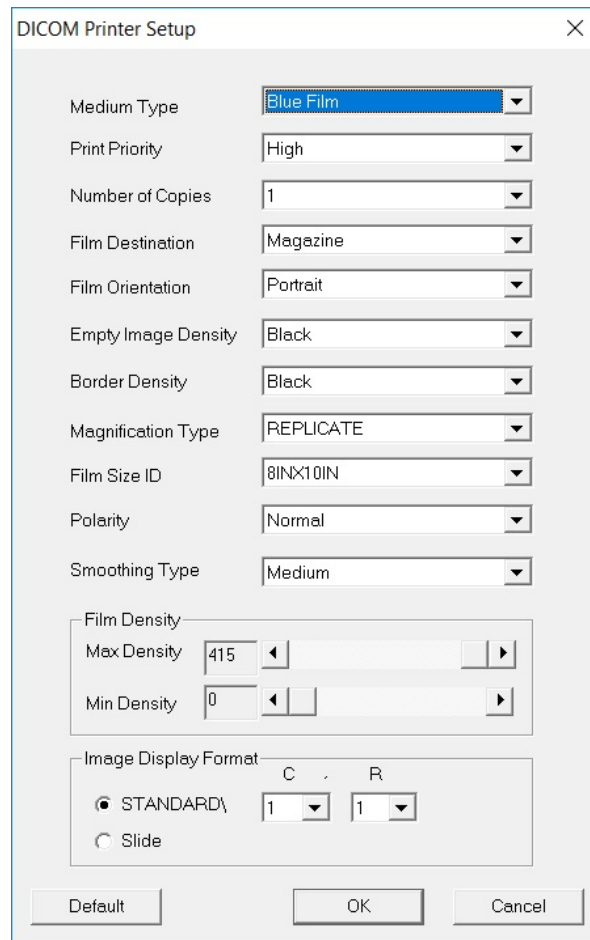 DICOM Printer Setup
Medium Type Blue Film
Print Priority High
Number of Copies 1
Film Destination Magazine
Film Orientation Portrait
Empty Image Density Black
Border Density Black
Magnification Type REPLICATE
Film Size ID 8INX10IN
Polarity Normal
Smoothing Type Medium
Film Density
Max Density 415
Min Density 0
Image Display Format
C , R
STANDARD\ 1 1
Slide
Default OK Cancel